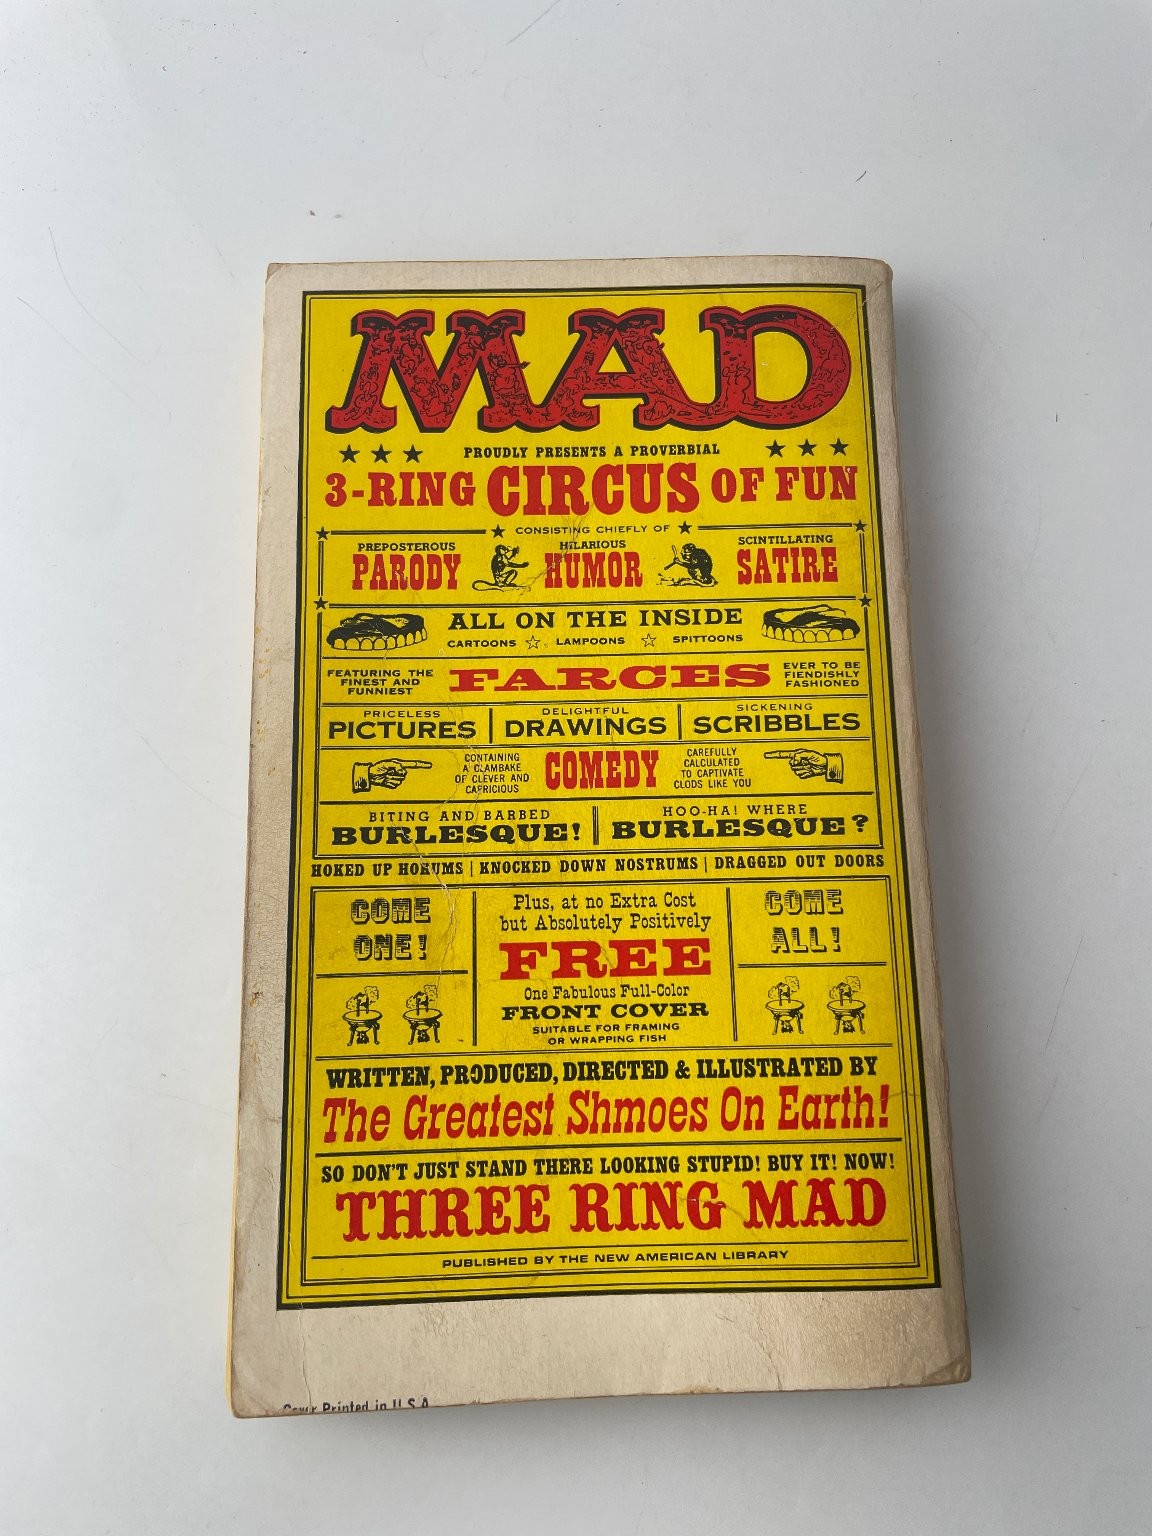 MAD
PROUDLY PRESENTS A PROVERBIAL
3-RING CIRCUS OF FUN
CONSISTING CHIEFLY OF
PREPOSTEROUS
PARODY
HILARIOUS
HUMOR
SCINTILLATING
SATIRE
ALL ON THE INSIDE
CARTOONS ☆ LAMPOONS ☆ SPITTOONS
FEATURING THE
FINEST AND
FUNNIEST
FARCES
EVER TO BE
FIENDISHLY
FASHIONED
PRICELESS
PICTURES
DELIGHTFUL
DRAWINGS
SICKENING
SCRIBBLES
CONTAINING
A CLAMBAKE
OF CLEVER AND
CAPRICIOUS
COMEDY
CAREFULLY
CALCULATED
TO CAPTIVATE
CLODS LIKE YOU
BITING AND BARBED
BURLESQUE!
HOO-HA! WHERE
BURLESQUE?
HOKED UP HOKUMS | KNOCKED DOWN NOSTRUMS | DRAGGED OUT DOORS
COME
ONE!
Plus, at no Extra Cost
but Absolutely Positively
FREE
One Fabulous Full-Color
FRONT COVER
SUITABLE FOR FRAMING
OR WRAPPING FISH
COME
ALL!
WRITTEN, PRODUCED, DIRECTED & ILLUSTRATED BY
The Greatest Shmoes On Earth!
SO DON'T JUST STAND THERE LOOKING STUPID! BUY IT! NOW!
THREE RING MAD
PUBLISHED BY THE NEW AMERICAN LIBRARY
Cover Printed in U.S.A.